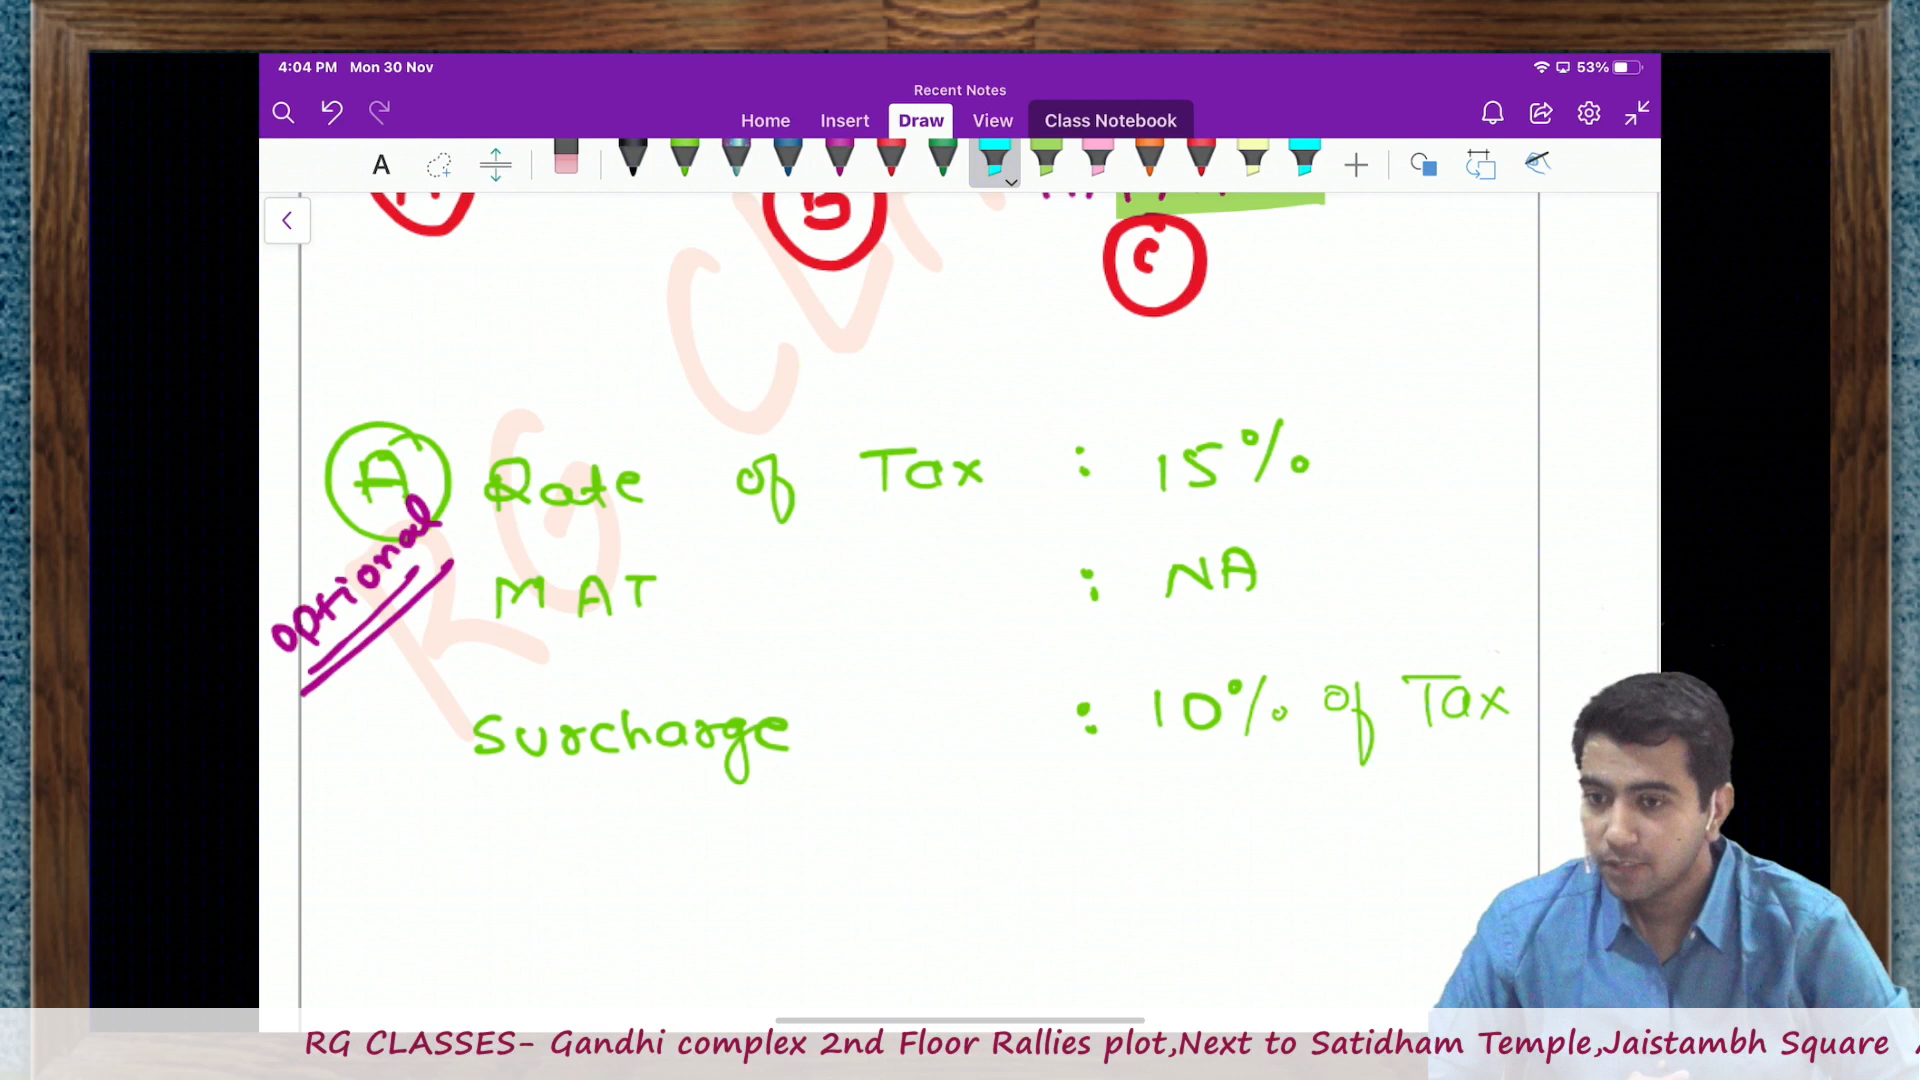 4:04 PM Mon 30 Nov
53%
Recent Notes
Home Insert Draw View Class Notebook
A
B
C
RG
A Rate of Tax : 15%
optional
MAT : NA
Surcharge : 10% of Tax
RG CLASSES- Gandhi complex 2nd Floor Rallies plot,Next to Satidham Temple,Jaistambh Square